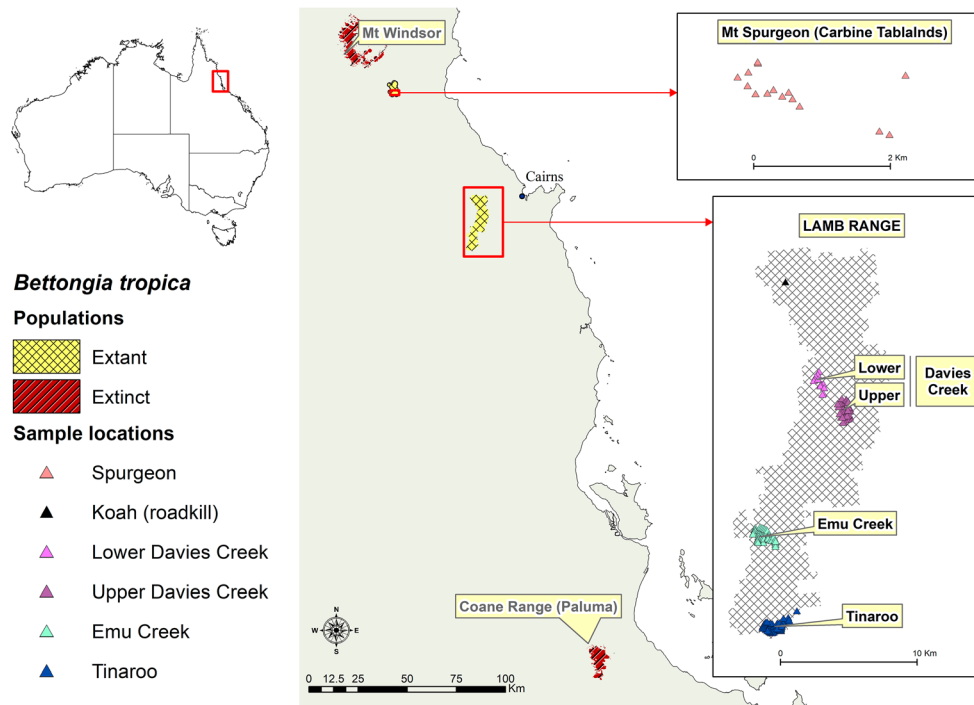 Bettongia tropica
Populations
Extant
Extinct
Sample locations
Spurgeon
Koah (roadkill)
Lower Davies Creek
Upper Davies Creek
Emu Creek
Tinaroo
Mt Windsor
Cairns
Coane Range (Paluma)
N
W E
S
0 12.5 25 50 75 100
Km
Mt Spurgeon (Carbine Tablalnds)
0 2 Km
LAMB RANGE
Lower
Upper
Davies
Creek
Emu Creek
Tinaroo
0 10 Km